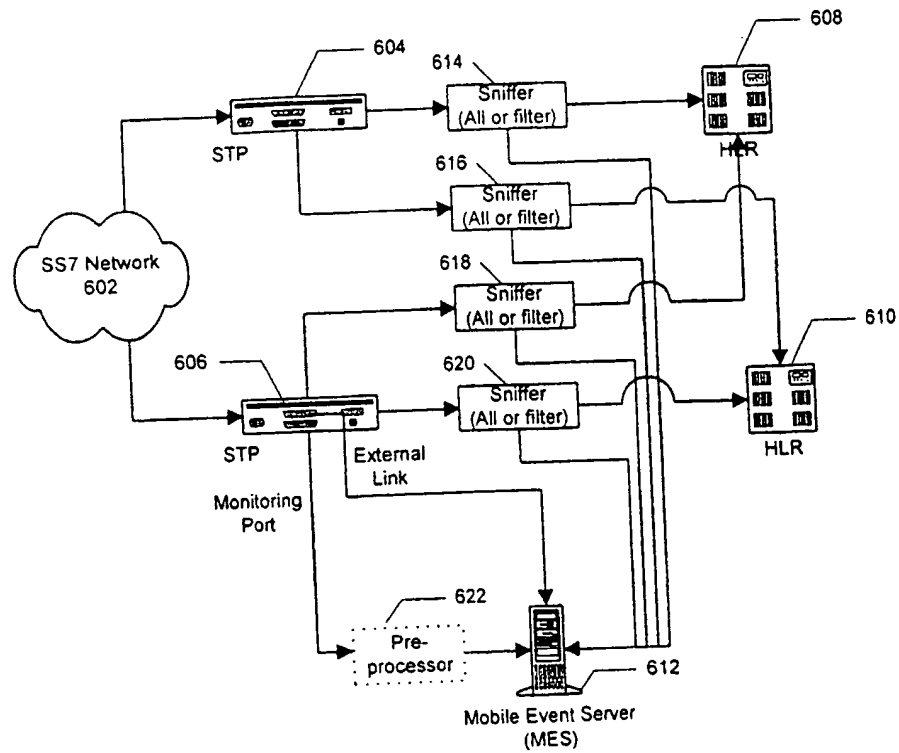 604
608
614
Sniffer
(All or filter)
STP
HLR
616
Sniffer
(All or filter)
SS7 Network
602
618
Sniffer
(All or filter)
610
606
620
Sniffer
(All or filter)
STP
External
Link
HLR
Monitoring
Port
622
Pre-
processor
612
Mobile Event Server
(MES)